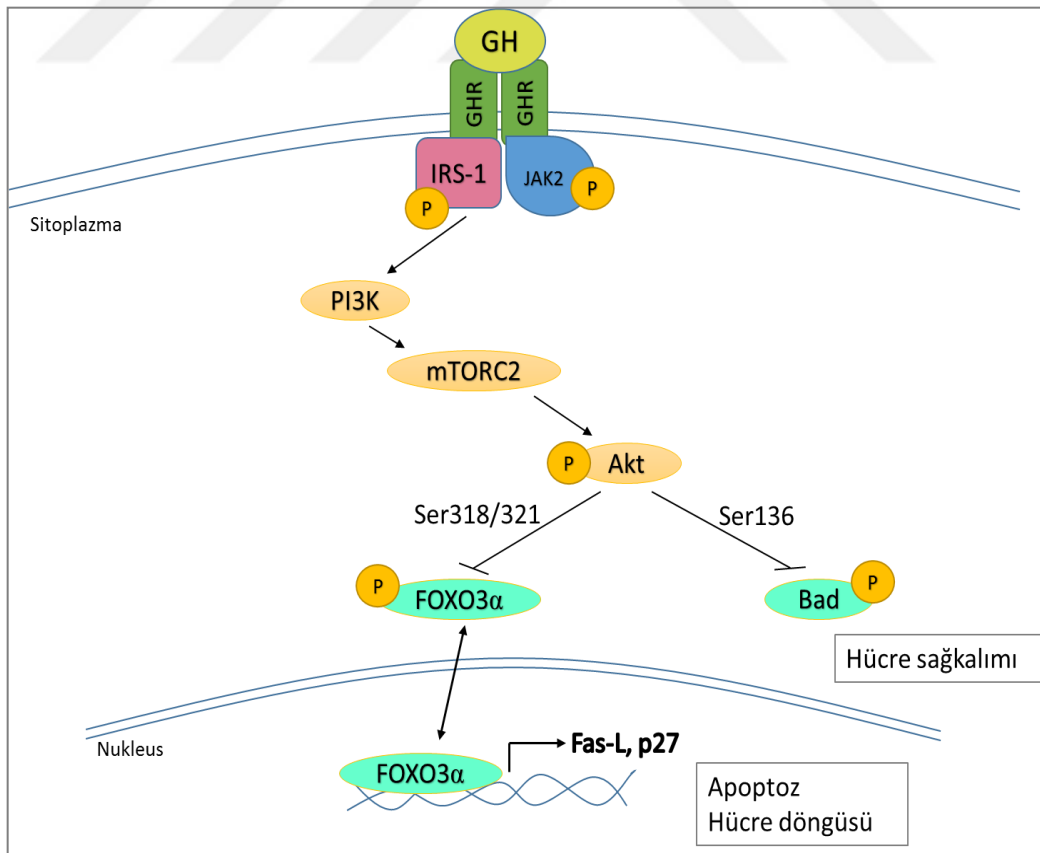 GH
GHR
GHR
IRS-1
JAK2
P
P
Sitoplazma
PI3K
mTORC2
P
Akt
Ser318/321
Ser136
P
FOXO3α
P
Bad
Hücre sağkalımı
Nukleus
Fas-L, p27
FOXO3α
Apoptoz
Hücre döngüsü